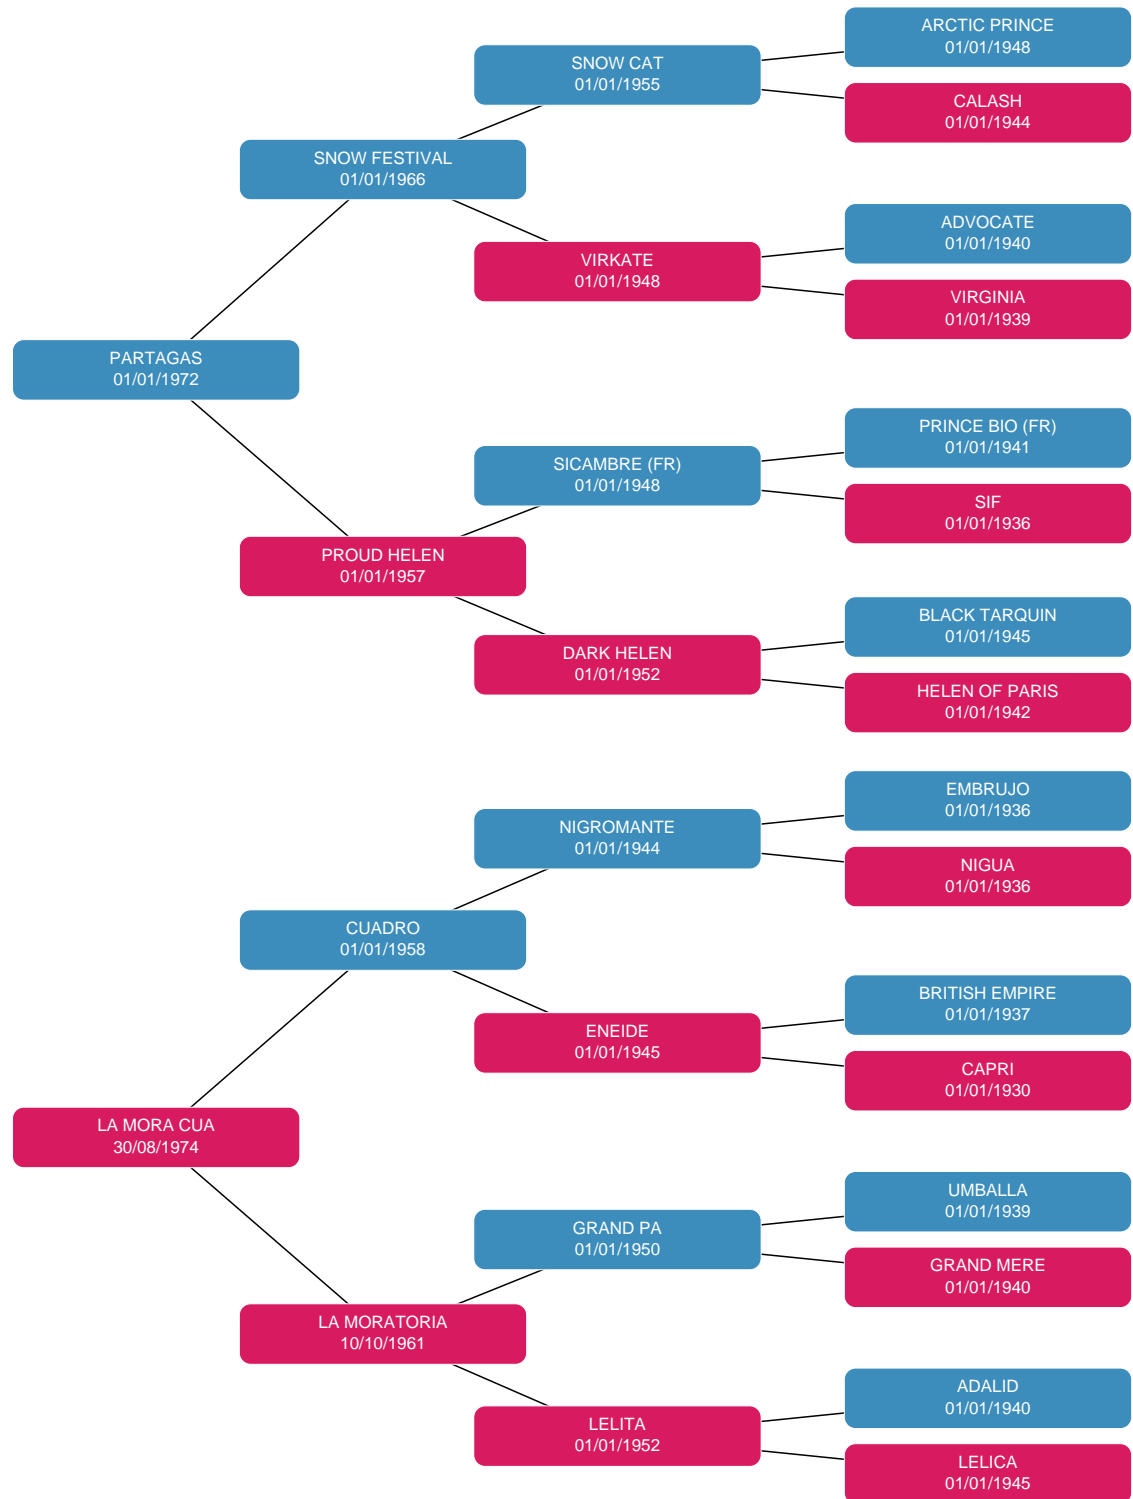 ARCTIC PRINCE
01/01/1948
SNOW CAT
01/01/1955
CALASH
01/01/1944
SNOW FESTIVAL
01/01/1966
ADVOCATE
01/01/1940
VIRKATE
01/01/1948
VIRGINIA
01/01/1939
PARTAGAS
01/01/1972
PRINCE BIO (FR)
01/01/1941
SICAMBRE (FR)
01/01/1948
SIF
01/01/1936
PROUD HELEN
01/01/1957
BLACK TARQUIN
01/01/1945
DARK HELEN
01/01/1952
HELEN OF PARIS
01/01/1942
EMBRUJO
01/01/1936
NIGROMANTE
01/01/1944
NIGUA
01/01/1936
CUADRO
01/01/1958
BRITISH EMPIRE
01/01/1937
ENEIDE
01/01/1945
CAPRI
01/01/1930
LA MORA CUA
30/08/1974
UMBALLA
01/01/1939
GRAND PA
01/01/1950
GRAND MERE
01/01/1940
LA MORATORIA
10/10/1961
ADALID
01/01/1940
LELITA
01/01/1952
LELICA
01/01/1945